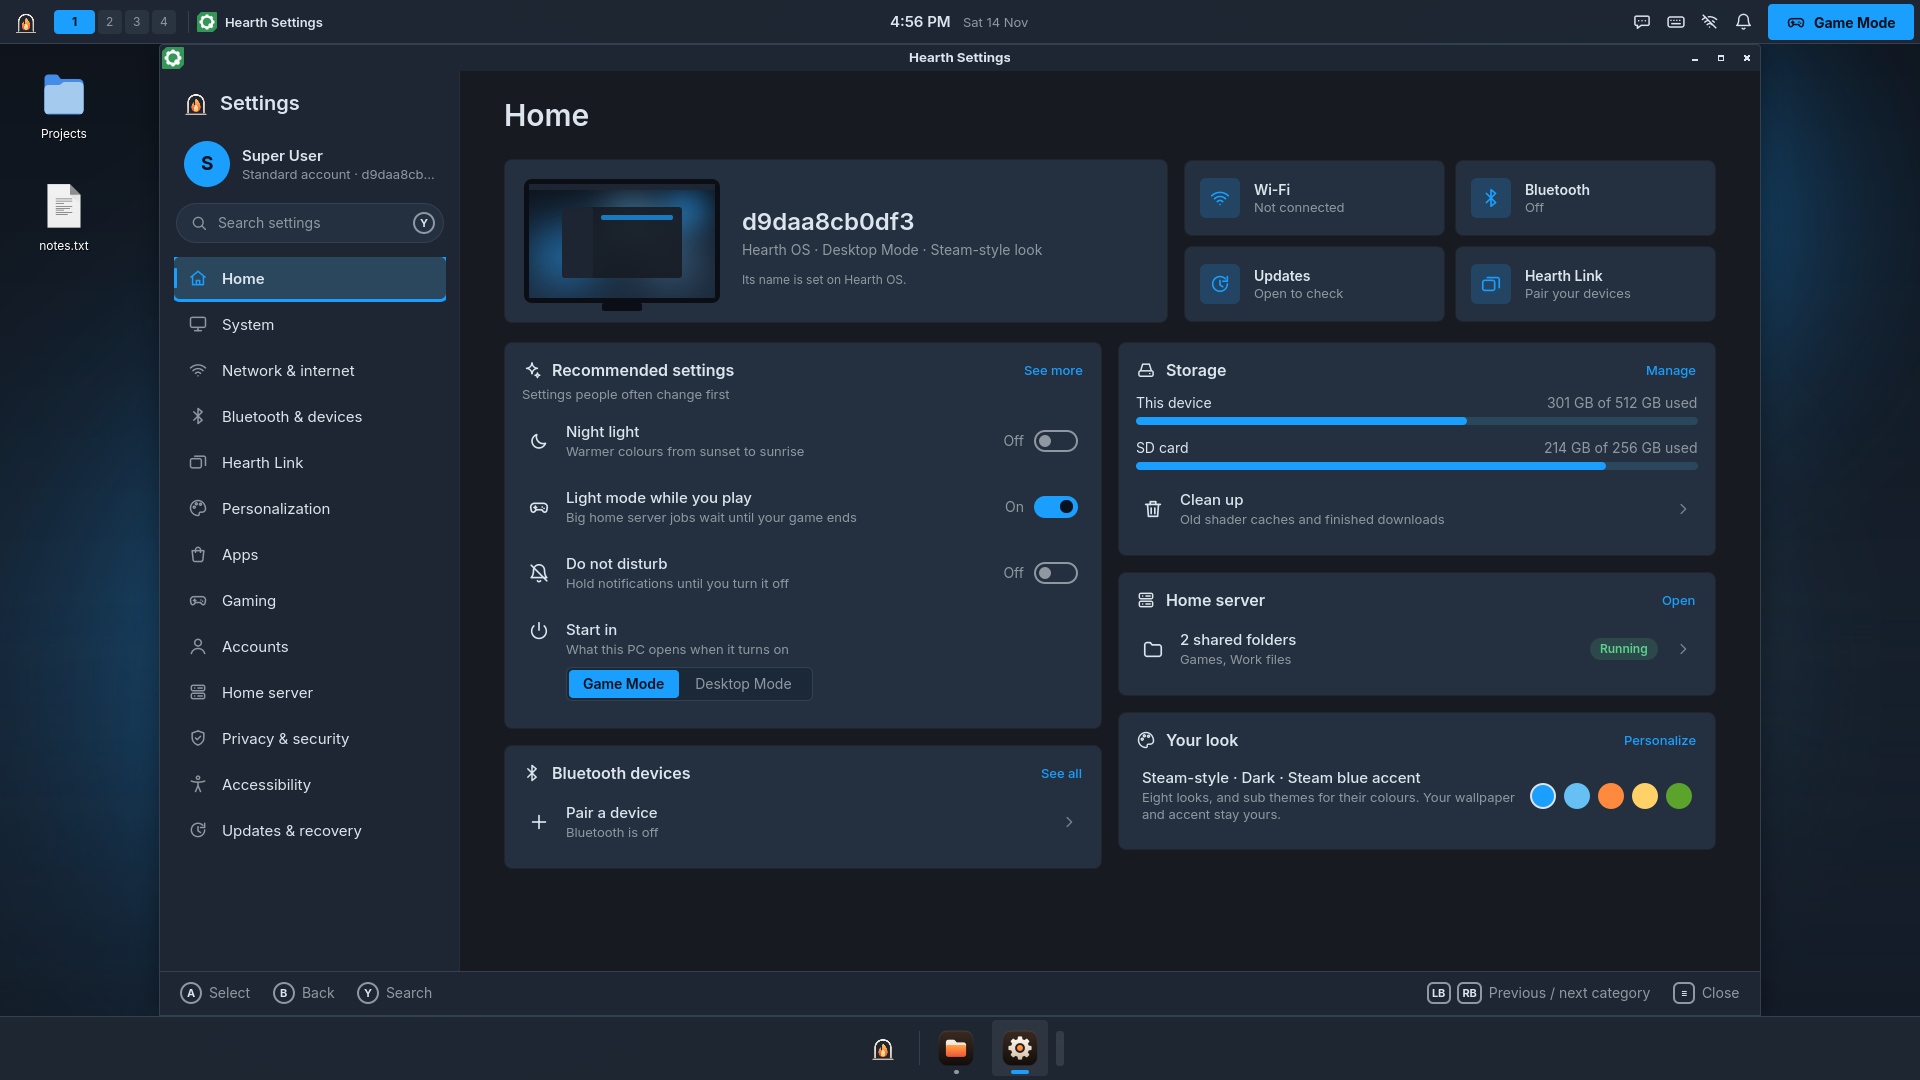 1 2 3 4 Hearth Settings
4:56 PM Sat 14 Nov
Game Mode
Projects
notes.txt
Hearth Settings
Settings
S
Super User
Standard account · d9daa8cb...
Search settings Y
Home
System
Network & internet
Bluetooth & devices
Hearth Link
Personalization
Apps
Gaming
Accounts
Home server
Privacy & security
Accessibility
Updates & recovery
Home
d9daa8cb0df3
Hearth OS · Desktop Mode · Steam-style look
Its name is set on Hearth OS.
Wi-Fi
Not connected
Bluetooth
Off
Updates
Open to check
Hearth Link
Pair your devices
Recommended settings See more
Settings people often change first
Night light
Warmer colours from sunset to sunrise
Off
Light mode while you play
Big home server jobs wait until your game ends
On
Do not disturb
Hold notifications until you turn it off
Off
Start in
What this PC opens when it turns on
Game Mode Desktop Mode
Bluetooth devices See all
Pair a device
Bluetooth is off
Storage Manage
This device 301 GB of 512 GB used
SD card 214 GB of 256 GB used
Clean up
Old shader caches and finished downloads
Home server Open
2 shared folders
Games, Work files
Running
Your look Personalize
Steam-style · Dark · Steam blue accent
Eight looks, and sub themes for their colours. Your wallpaper
and accent stay yours.
A Select B Back Y Search
LB RB Previous / next category Close